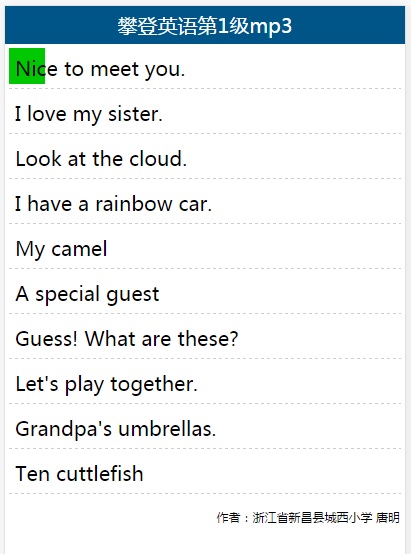 攀登英语第1级mp3
Nice to meet you.
I love my sister.
Look at the cloud.
I have a rainbow car.
My camel
A special guest
Guess! What are these?
Let's play together.
Grandpa's umbrellas.
Ten cuttlefish
作者：浙江省新昌县城西小学 唐明